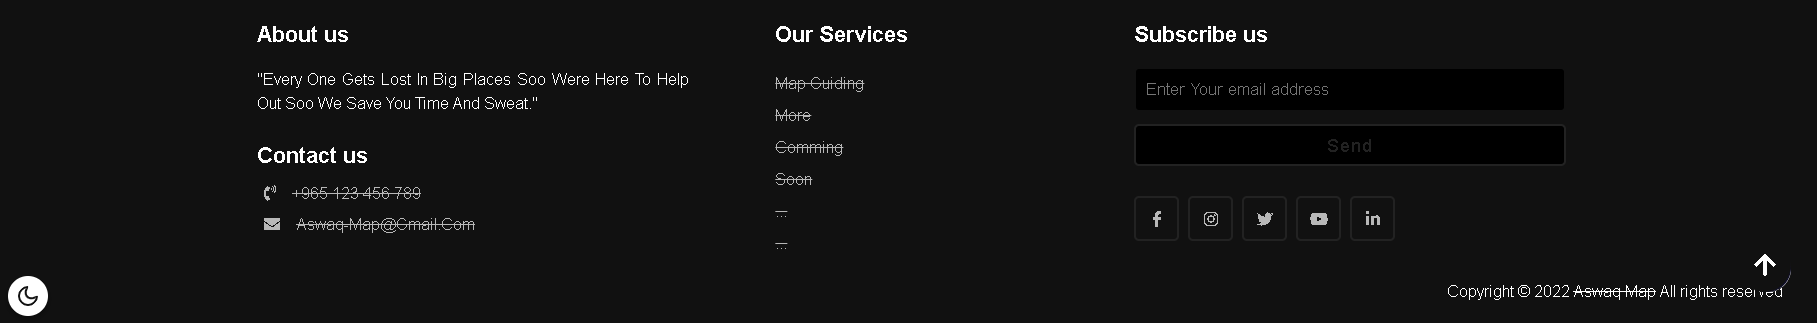 About us
"Every One Gets Lost In Big Places Soo Were Here To Help
Out Soo We Save You Time And Sweat."
Contact us
+965 123 456 789
Aswaq-Map@Gmail.Com
Our Services
Map Guiding
More
Comming
Soon
...
...
Subscribe us
Enter Your email address
Send
Copyright © 2022 Aswaq Map All rights reserved